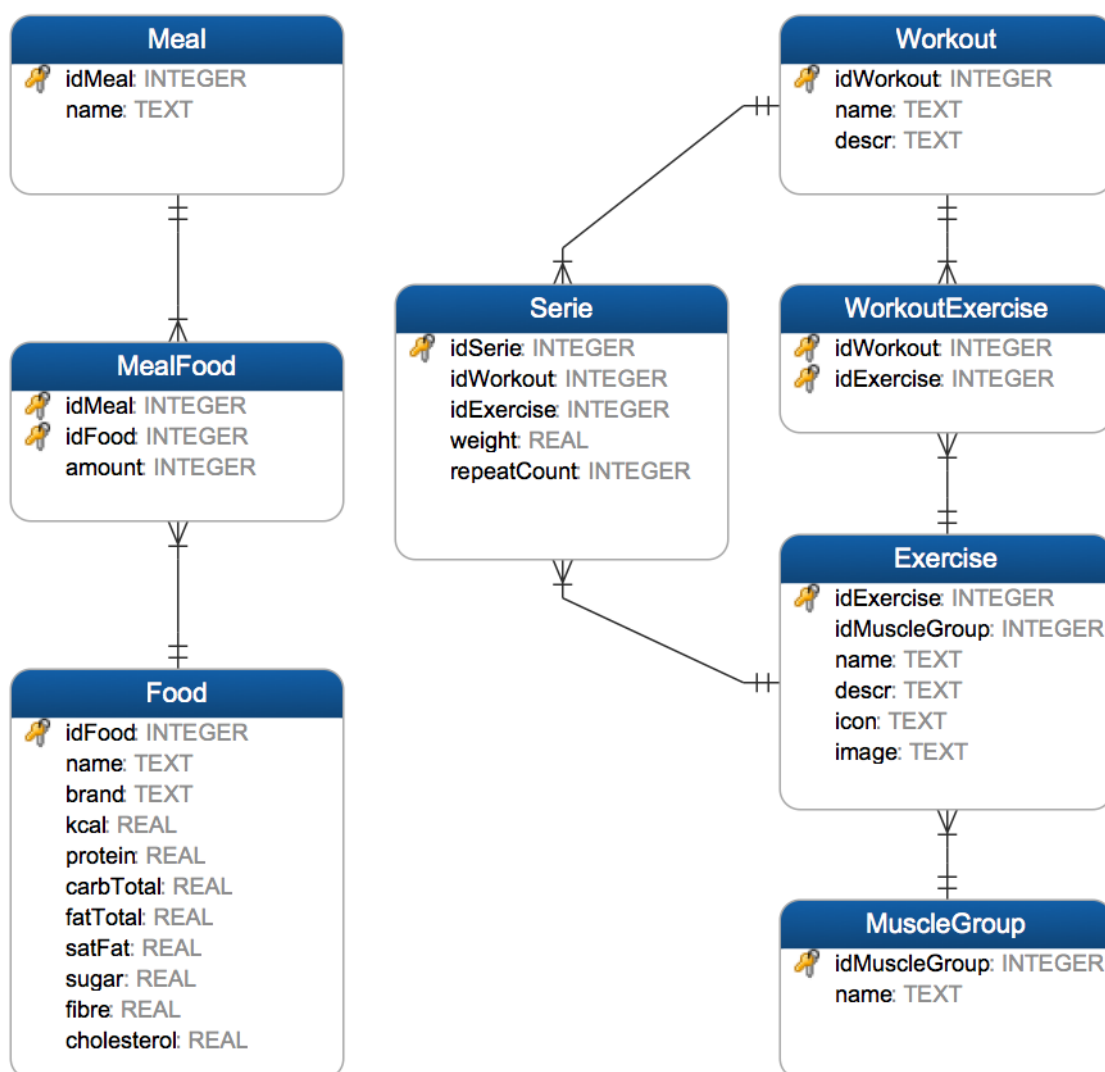 Meal
idMeal: INTEGER
name: TEXT
MealFood
idMeal: INTEGER
idFood: INTEGER
amount: INTEGER
Food
idFood: INTEGER
name: TEXT
brand: TEXT
kcal: REAL
protein: REAL
carbTotal: REAL
fatTotal: REAL
satFat: REAL
sugar: REAL
fibre: REAL
cholesterol: REAL
Serie
idSerie: INTEGER
idWorkout: INTEGER
idExercise: INTEGER
weight: REAL
repeatCount: INTEGER
Workout
idWorkout: INTEGER
name: TEXT
descr: TEXT
WorkoutExercise
idWorkout: INTEGER
idExercise: INTEGER
Exercise
idExercise: INTEGER
idMuscleGroup: INTEGER
name: TEXT
descr: TEXT
icon: TEXT
image: TEXT
MuscleGroup
idMuscleGroup: INTEGER
name: TEXT